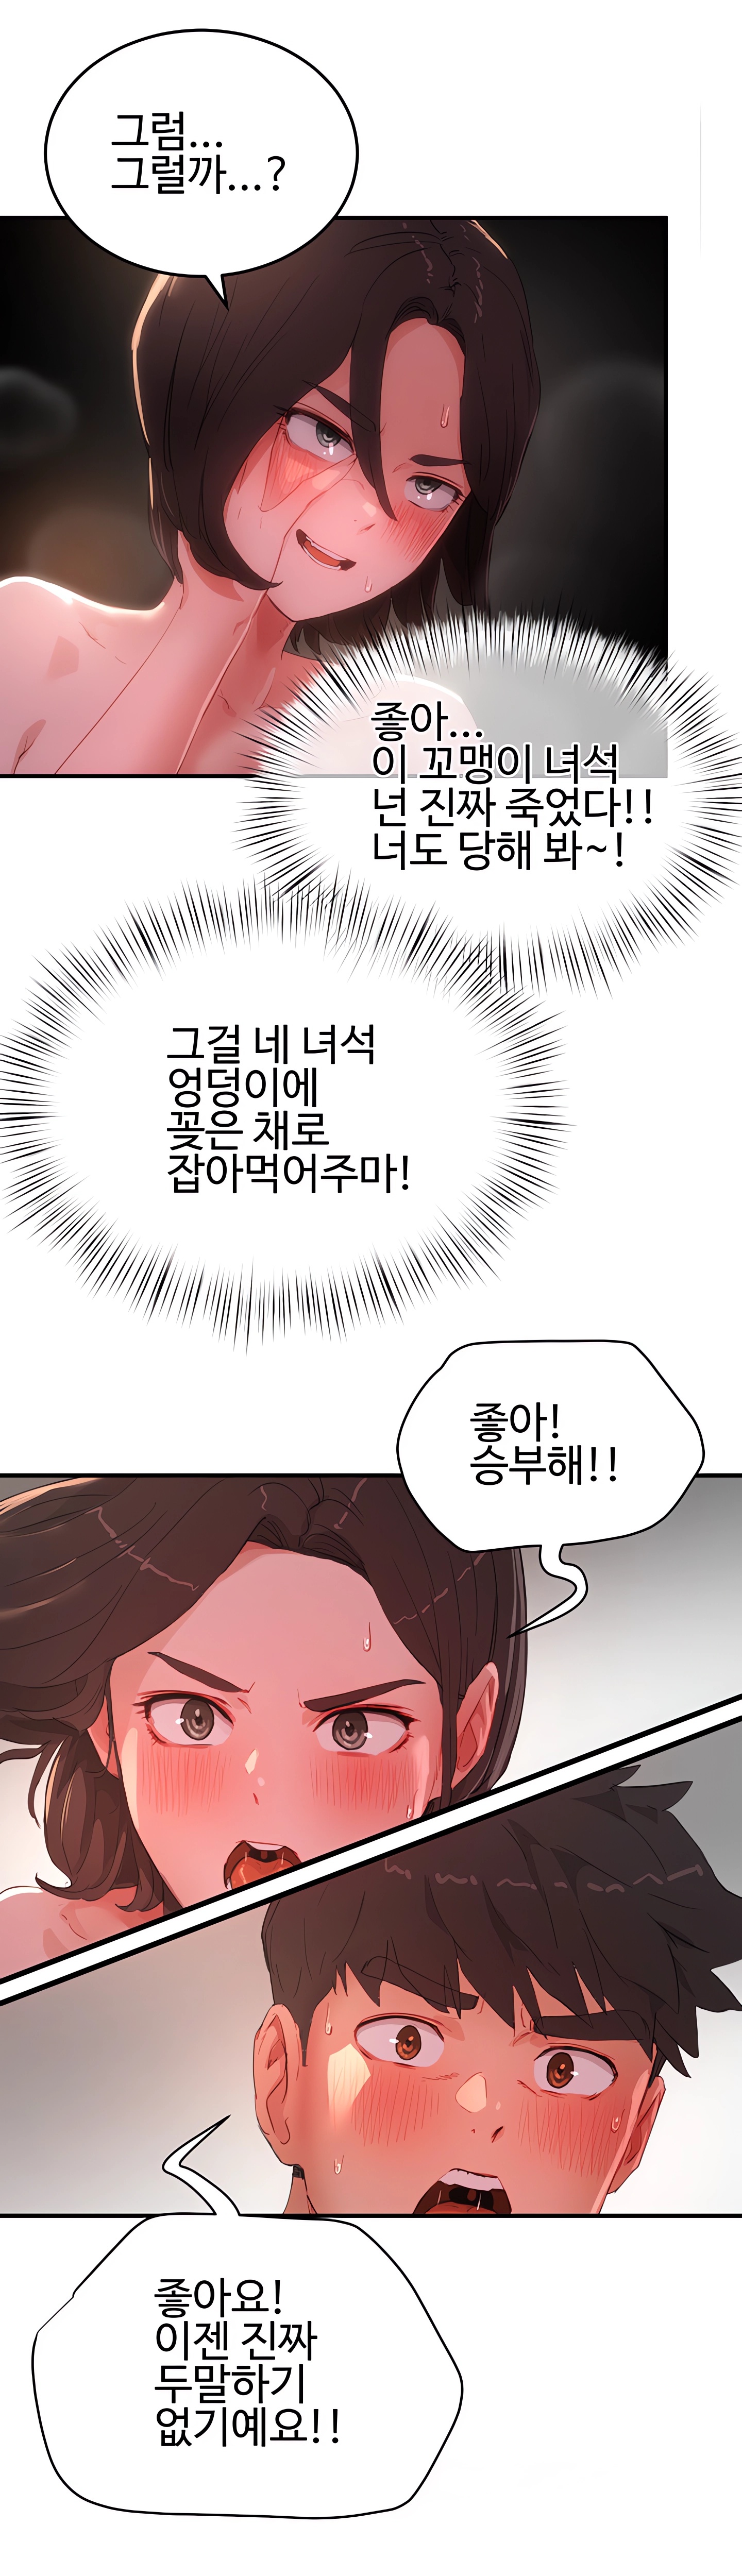 그럼...
그럴까...?
좋아...
이 꼬맹이 녀석
넌 진짜 죽었다!!
너도 당해 봐~!
그걸 네 녀석
엉덩이에
꽂은 채로
잡아먹어주마!
좋아!
승부해!!
좋아요!
이젠 진짜
두말하기
없기예요!!